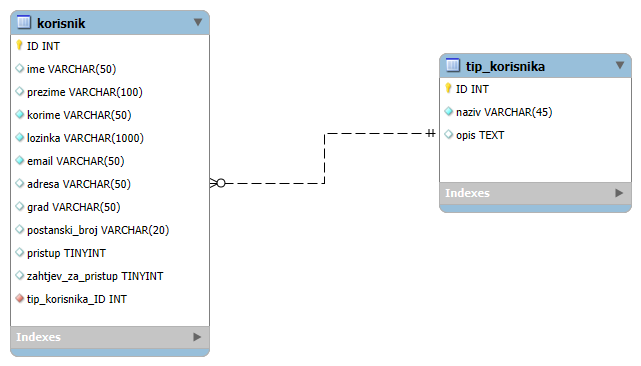 korisnik
ID INT
ime VARCHAR(50)
prezime VARCHAR(100)
korime VARCHAR(50)
lozinka VARCHAR(1000)
email VARCHAR(50)
adresa VARCHAR(50)
grad VARCHAR(50)
postanski_broj VARCHAR(20)
pristup TINYINT
zahtjev_za_pristup TINYINT
tip_korisnika_ID INT
Indexes
tip_korisnika
ID INT
naziv VARCHAR(45)
opis TEXT
Indexes